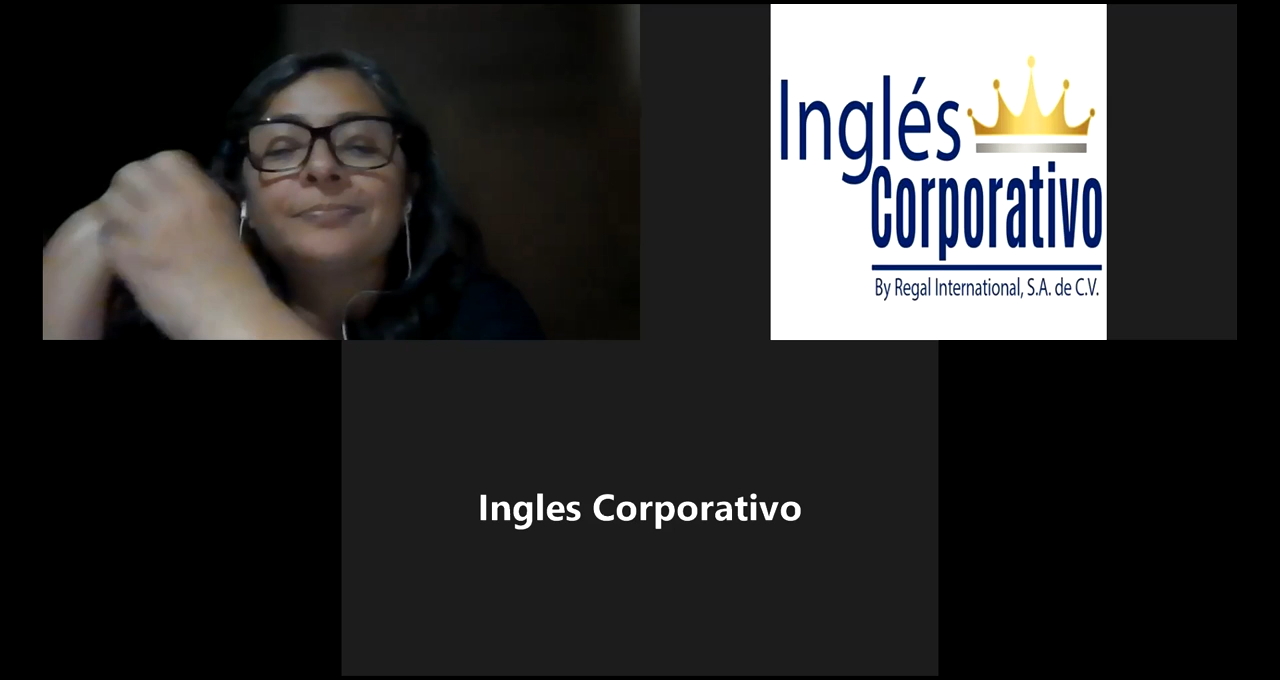 Inglés
Corporativo
By Regal International, S.A. de C.V.
Ingles Corporativo